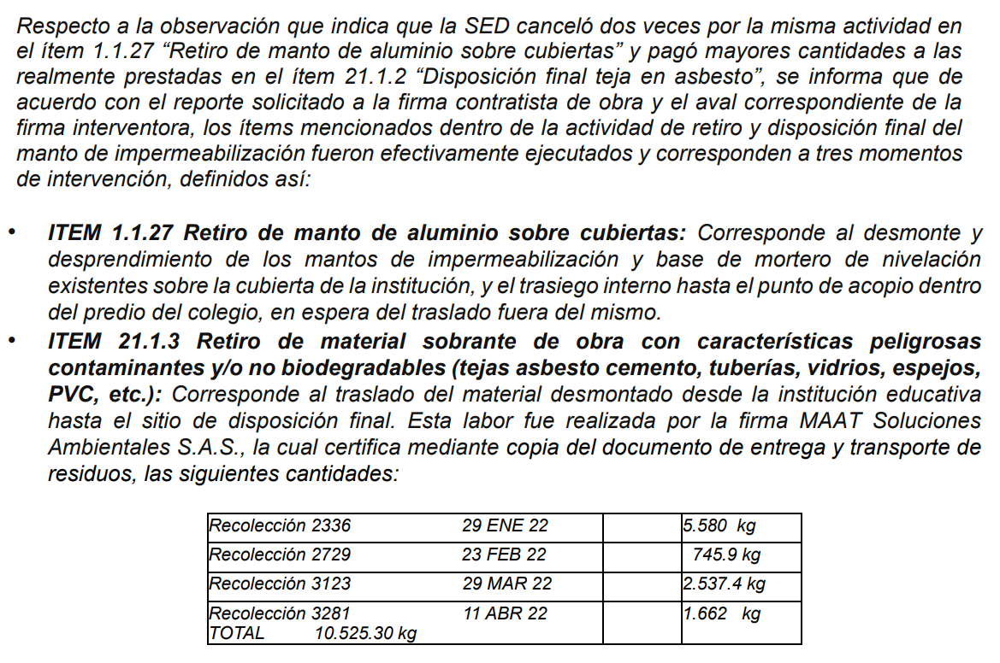 Respecto a la observación que indica que la SED canceló dos veces por la misma actividad en
el ítem 1.1.27 “Retiro de manto de aluminio sobre cubiertas” y pagó mayores cantidades a las
realmente prestadas en el ítem 21.1.2 “Disposición final teja en asbesto”, se informa que de
acuerdo con el reporte solicitado a la firma contratista de obra y el aval correspondiente de la
firma interventora, los ítems mencionados dentro de la actividad de retiro y disposición final del
manto de impermeabilización fueron efectivamente ejecutados y corresponden a tres momentos
de intervención, definidos así:
• ITEM 1.1.27 Retiro de manto de aluminio sobre cubiertas: Corresponde al desmonte y
desprendimiento de los mantos de impermeabilización y base de mortero de nivelación
existentes sobre la cubierta de la institución, y el trasiego interno hasta el punto de acopio dentro
del predio del colegio, en espera del traslado fuera del mismo.
• ITEM 21.1.3 Retiro de material sobrante de obra con características peligrosas
contaminantes y/o no biodegradables (tejas asbesto cemento, tuberías, vidrios, espejos,
PVC, etc.): Corresponde al traslado del material desmontado desde la institución educativa
hasta el sitio de disposición final. Esta labor fue realizada por la firma MAAT Soluciones
Ambientales S.A.S., la cual certifica mediante copia del documento de entrega y transporte de
residuos, las siguientes cantidades:
Recolección 2336 29 ENE 22 5.580 kg
Recolección 2729 23 FEB 22 745.9 kg
Recolección 3123 29 MAR 22 2.537.4 kg
Recolección 3281 11 ABR 22 1.662 kg
TOTAL 10.525.30 kg